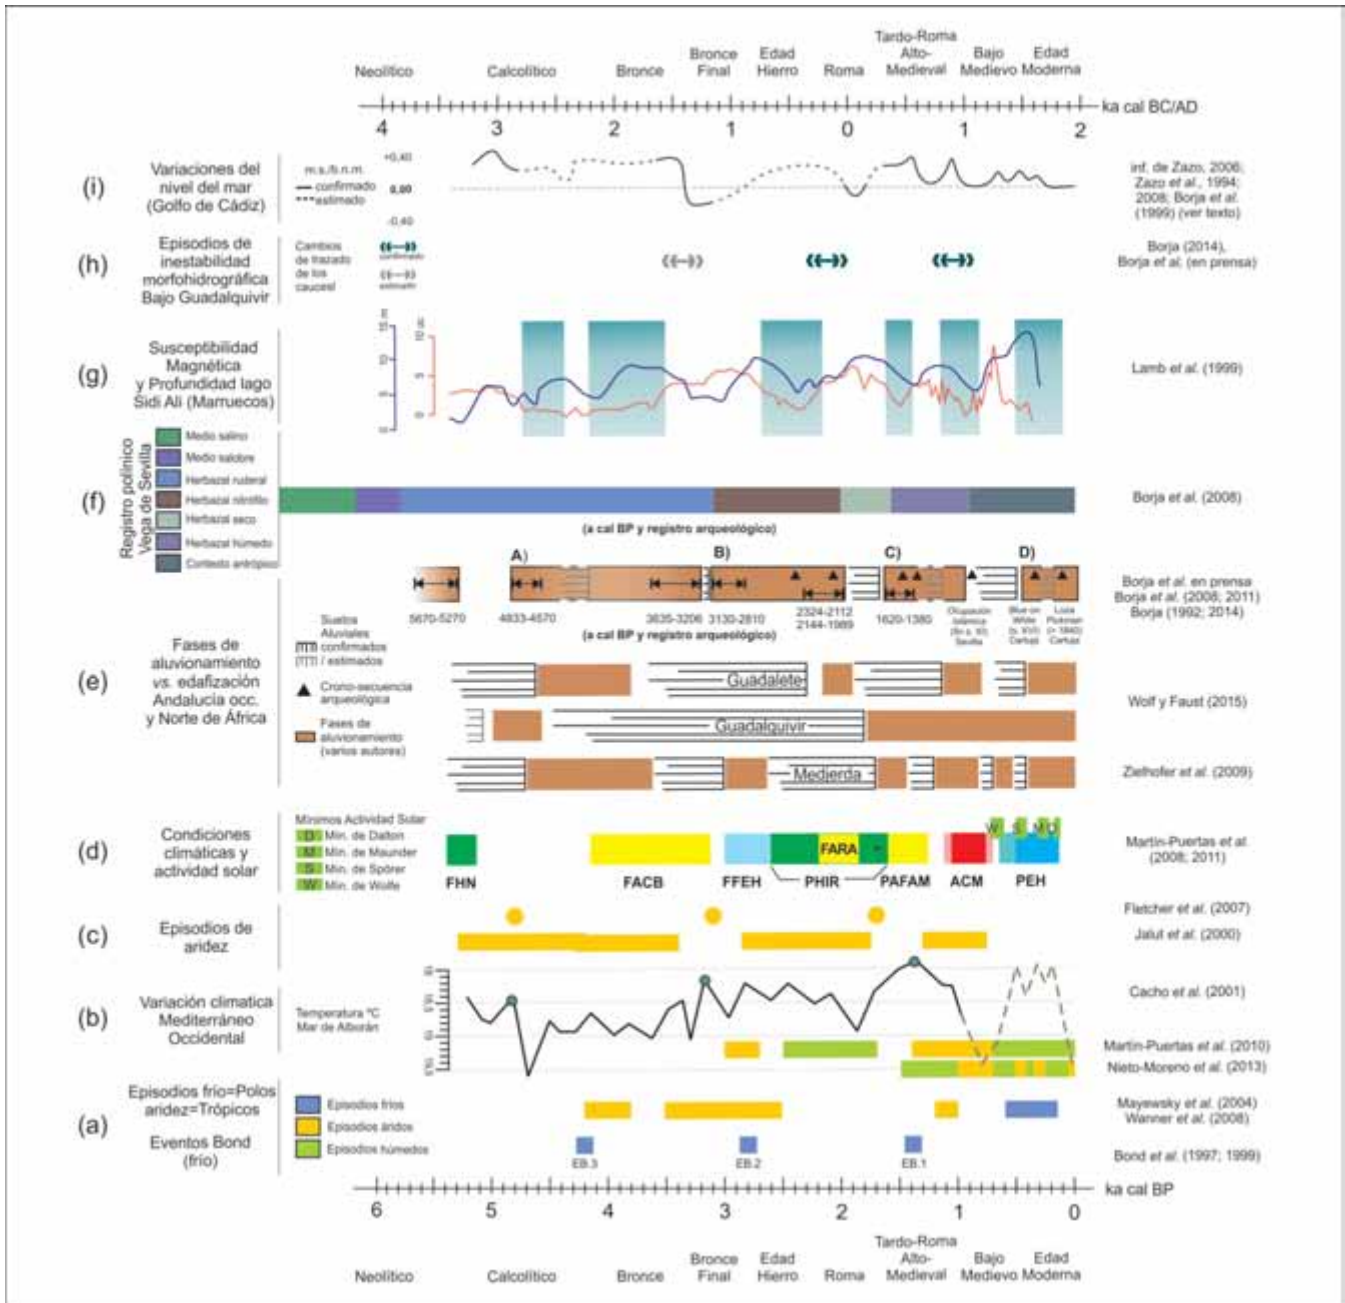 Neolítico
Calcolítico
Bronce
Bronce
Final
Edad
Hierro
Roma
Tardo-Roma
Alto-
Medieval
Bajo
Medievo
Edad
Moderna
4 3 2 1 0 1 2
ka cal BC/AD
(i)
Variaciones del
nivel del mar
(Golfo de Cádiz)
m.s./b.n.m.
confirmado
estimado
+0,40
0,00
-0,40
inf. de Zazo, 2006;
Zazo et al., 1994;
2008; Borja et al.
(1999) (ver texto)
(h)
Episodios de
inestabilidad
morfohidrográfica
Bajo Guadalquivir
Cambios
de trazado
de los
confirmado
estimado
Borja (2014),
Borja et al. (en prensa)
(g)
Susceptibilidad
Magnética
y Profundidad lago
Sidi Ali (Marruecos)
Lamb et al. (1999)
(f)
Registro polínico
Vega de Sevilla
Medio salino
Medio salobre
Herbazal ruderal
Herbazal nitrófilo
Herbazal seco
Herbazal húmedo
Contexto antrópico
Borja et al. (2008)
(a cal BP y registro arqueológico)
A) B) C) D)
5670-5270
4833-4570
3635-3206
3130-2810
2324-2112
2144-1989
1620-1380
Ocupación
Islámica
Sevilla
Blue on
White
Cartuja
Loza
Pickman
Cartuja
(a cal BP y registro arqueológico)
Borja et al. en prensa
Borja et al. (2008; 2011)
Borja (1992; 2014)
(e)
Fases de
aluvionamiento
vs. edafización
Andalucía occ.
y Norte de África
Suelos
Aluviales
confirmados
/ estimados
Crono-secuencia
arqueológica
Fases de
aluvionamiento
(varios autores)
Guadalete
Guadalquivir
Medjerda
Wolf y Faust (2015)
Zielhofer et al. (2009)
(d)
Condiciones
climáticas y
actividad solar
Mínimos Actividad Solar
D Min. de Dalton
M Min. de Maunder
S Min. de Spörer
W Min. de Wolfe
W S M D
FHN
FACB
FFEH
FARA
PHIR
PAFAM
ACM
PEH
Martín-Puertas et al.
(2008; 2011)
(c)
Episodios de
aridez
Fletcher et al. (2007)
Jalut et al. (2000)
(b)
Variación climatica
Mediterráneo
Occidental
Temperatura ºC
Mar de Alborán
Cacho et al. (2001)
Martín-Puertas et al. (2010)
Nieto-Moreno et al. (2013)
(a)
Episodios frío=Polos
aridez=Trópicos
Eventos Bond
(frío)
Episodios fríos
Episodios áridos
Episodios húmedos
EB.3
EB.2
EB.1
Mayewsky et al. (2004)
Wanner et al. (2008)
Bond et al. (1997; 1999)
6 5 4 3 2 1 0
ka cal BP
Neolítico
Calcolítico
Bronce
Bronce
Final
Edad
Hierro
Roma
Tardo-Roma
Alto-
Medieval
Bajo
Medievo
Edad
Moderna